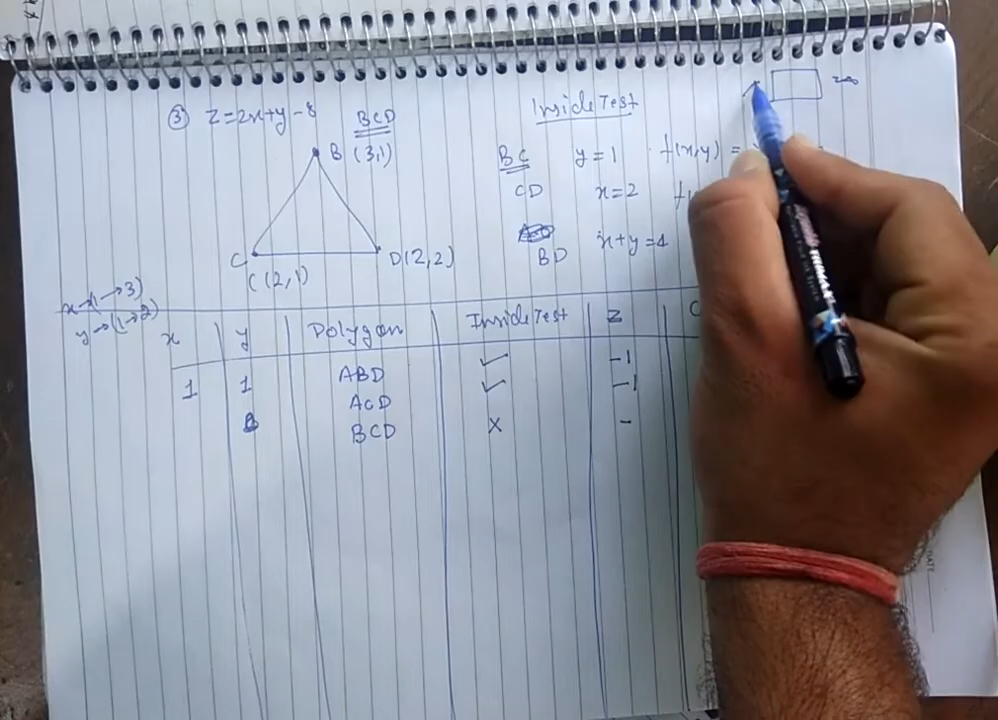 ③ Z=2x+y-8 BCD
Inside Test
B (3,1)
BC y=1 f(x,y) =
CD x=2
BD x+y=4
C D(2,2)
C(2,1)
x→(1→3)
y→(1→2)
x y Polygon Inside Test Z
1 1 ABD ✓ -1
ACD ✓ -1
BCD X -